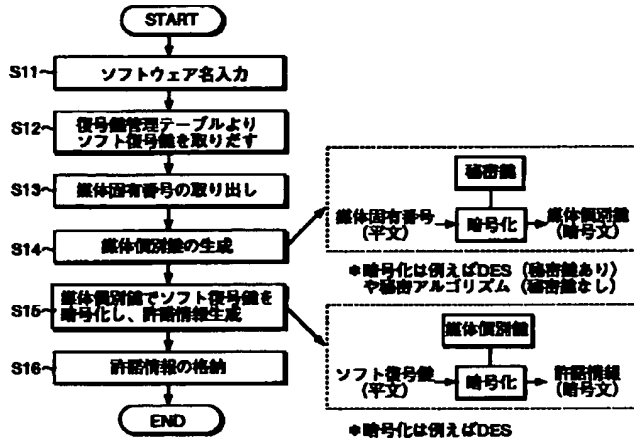 START
S11 ソフトウェア名入力
S12 復号鍵管理テーブルより
ソフト復号鍵を取りだす
S13 媒体固有番号の取り出し
S14 媒体個別鍵の生成
S15 媒体個別鍵でソフト復号鍵を
暗号化し、許諾情報生成
S16 許諾情報の格納
END
秘密鍵
媒体固有番号
(平文)
暗号化
媒体個別鍵
(暗号文)
*暗号化は例えばDES(秘密鍵あり)
や秘密アルゴリズム(秘密鍵なし)
媒体個別鍵
ソフト復号鍵
(平文)
暗号化
許諾情報
(暗号文)
*暗号化は例えばDES